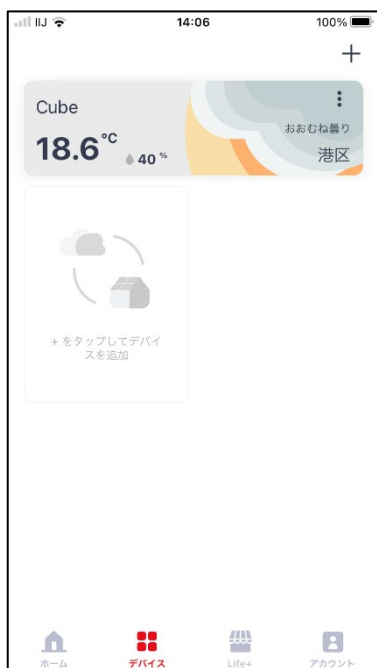 IIJ 14:06 100%
+
Cube
18.6°C 40 %
おおむね曇り
港区
+ をタップしてデバイ
スを追加
ホーム デバイス Life+ アカウント